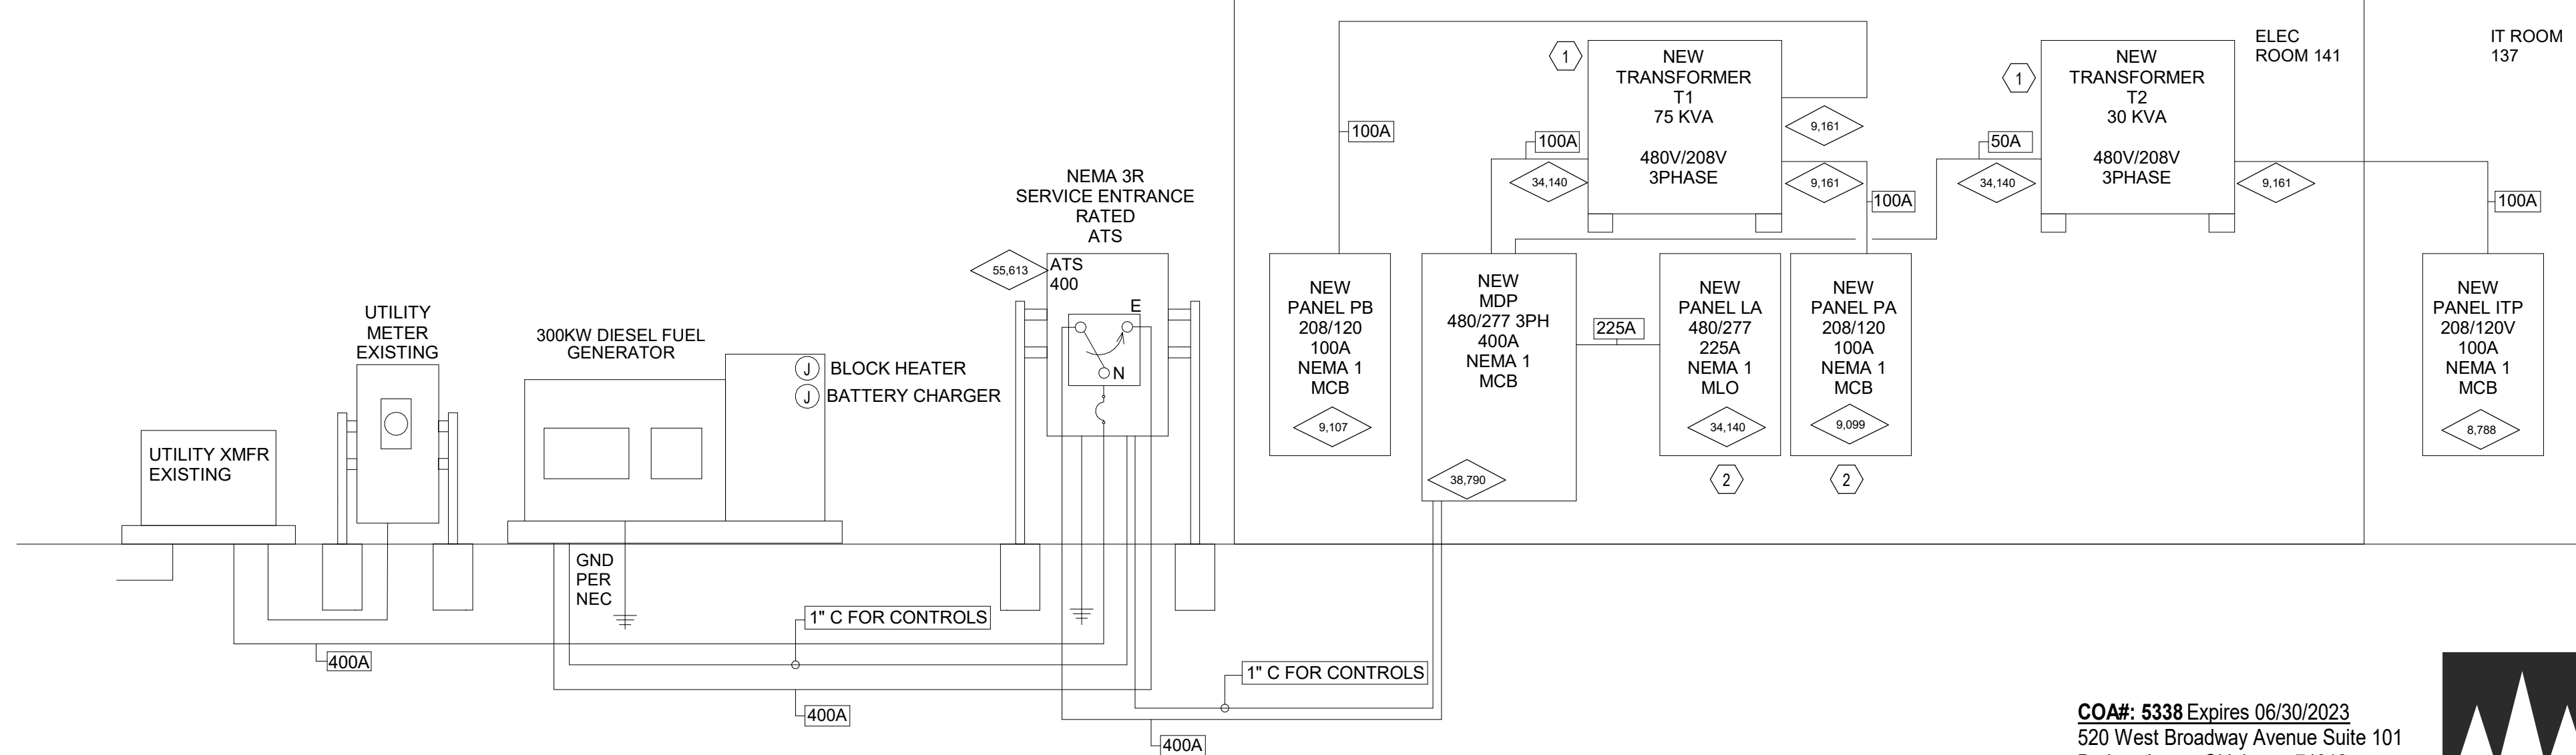 UTILITY XMFR
EXISTING
UTILITY
METER
EXISTING
400A
300KW DIESEL FUEL
GENERATOR
J
BLOCK HEATER
J
BATTERY CHARGER
GND
PER
NEC
1" C FOR CONTROLS
400A
NEMA 3R
SERVICE ENTRANCE
RATED
ATS
55,613
ATS
400
E
N
1" C FOR CONTROLS
400A
100A
NEW
PANEL PB
208/120
100A
NEMA 1
MCB
9,107
NEW
MDP
480/277 3PH
400A
NEMA 1
MCB
38,790
225A
1
100A
34,140
NEW
TRANSFORMER
T1
75 KVA
480V/208V
3PHASE
9,161
9,161
100A
NEW
PANEL LA
480/277
225A
NEMA 1
MLO
34,140
2
NEW
PANEL PA
208/120
100A
NEMA 1
MCB
9,099
2
1
50A
34,140
NEW
TRANSFORMER
T2
30 KVA
480V/208V
3PHASE
9,161
ELEC
ROOM 141
IT ROOM
137
100A
NEW
PANEL ITP
208/120V
100A
NEMA 1
MCB
8,788
COA#: 5338 Expires 06/30/2023
520 West Broadway Avenue Suite 101